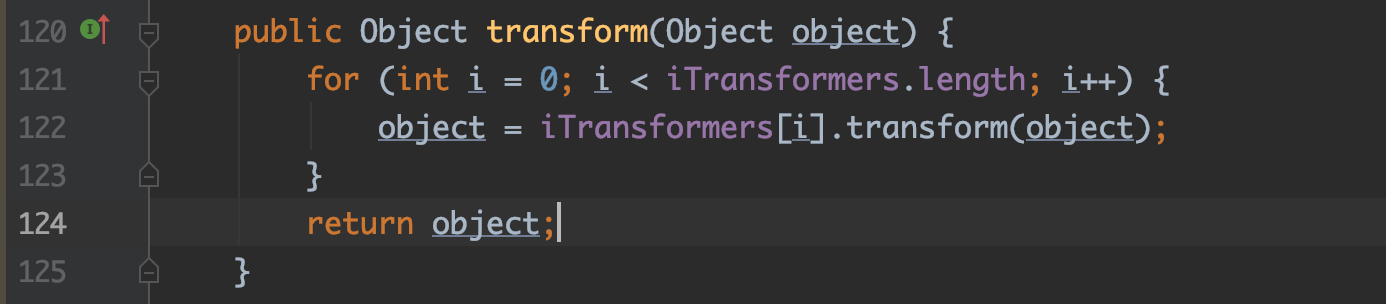 120 I public Object transform(Object object) {
121 for (int i = 0; i < iTransformers.length; i++) {
122 object = iTransformers[i].transform(object);
123 }
124 return object;
125 }